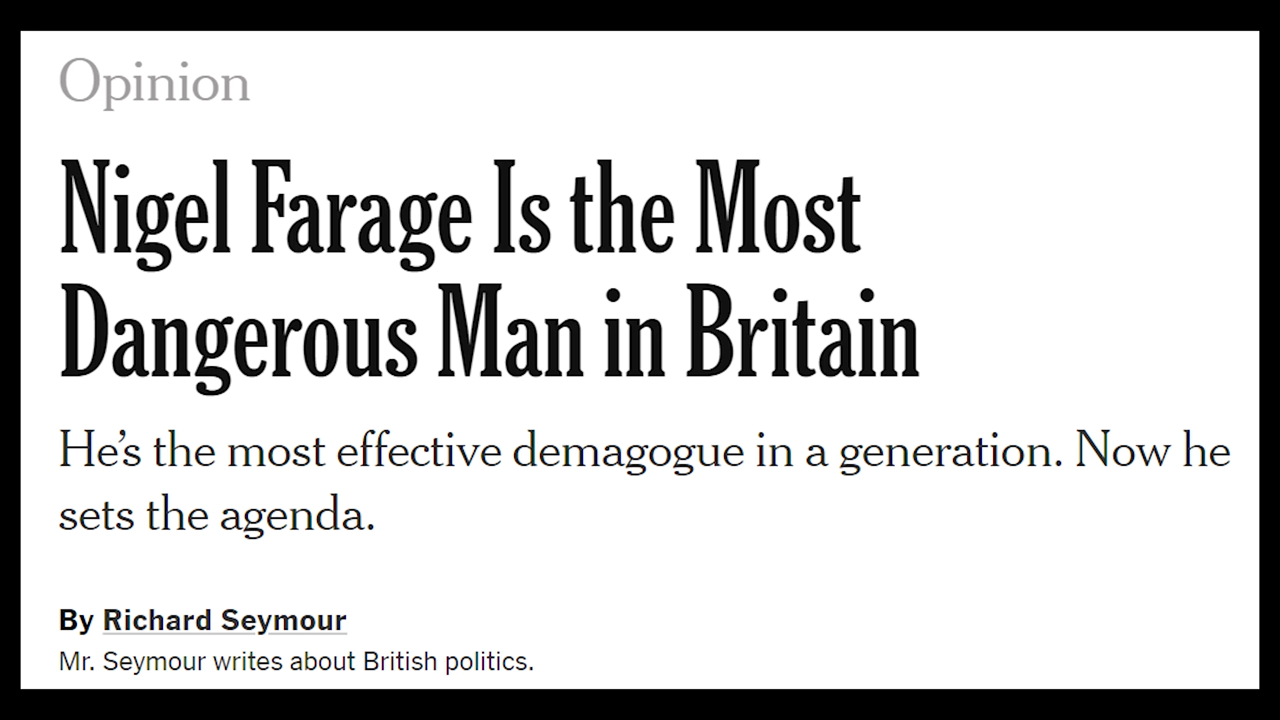 Opinion
Nigel Farage Is the Most
Dangerous Man in Britain
He’s the most effective demagogue in a generation. Now he
sets the agenda.
By Richard Seymour
Mr. Seymour writes about British politics.